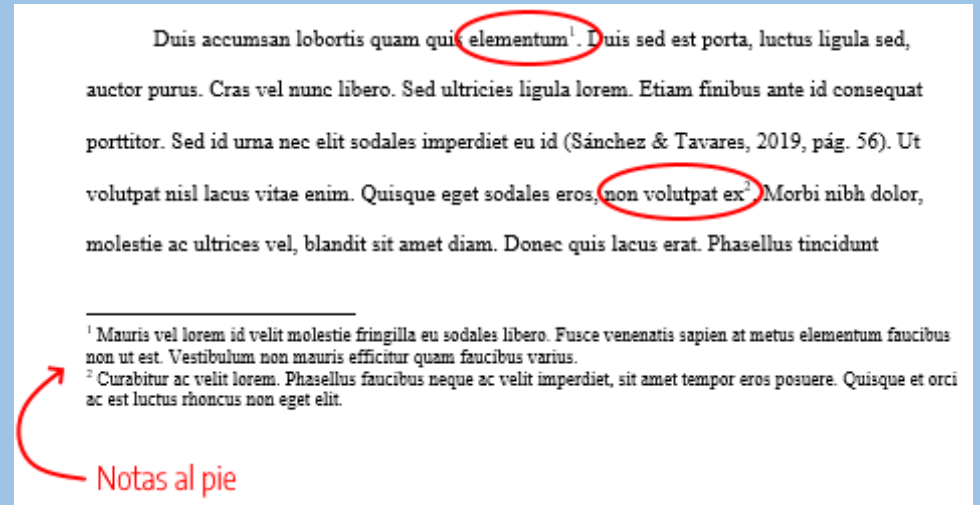 Duis accumsan lobortis quam quis elementum¹. Duis sed est porta, luctus ligula sed,
auctor purus. Cras vel nunc libero. Sed ultricies ligula lorem. Etiam finibus ante id consequat
porttitor. Sed id urna nec elit sodales imperdiet eu id (Sánchez & Tavares, 2019, pág. 56). Ut
volutpat nisl lacus vitae enim. Quisque eget sodales eros, non volutpat ex². Morbi nibh dolor,
molestie ac ultrices vel, blandit sit amet diam. Donec quis lacus erat. Phasellus tincidunt
¹ Mauris vel lorem id velit molestie fringilla eu sodales libero. Fusce venenatis sapien at metus elementum faucibus
non ut est. Vestibulum non mauris efficitur quam faucibus varius.
² Curabitur ac velit lorem. Phasellus faucibus neque ac velit imperdiet, sit amet tempor eros posuere. Quisque et orci
ac est luctus rhoncus non eget elit.
Notas al pie